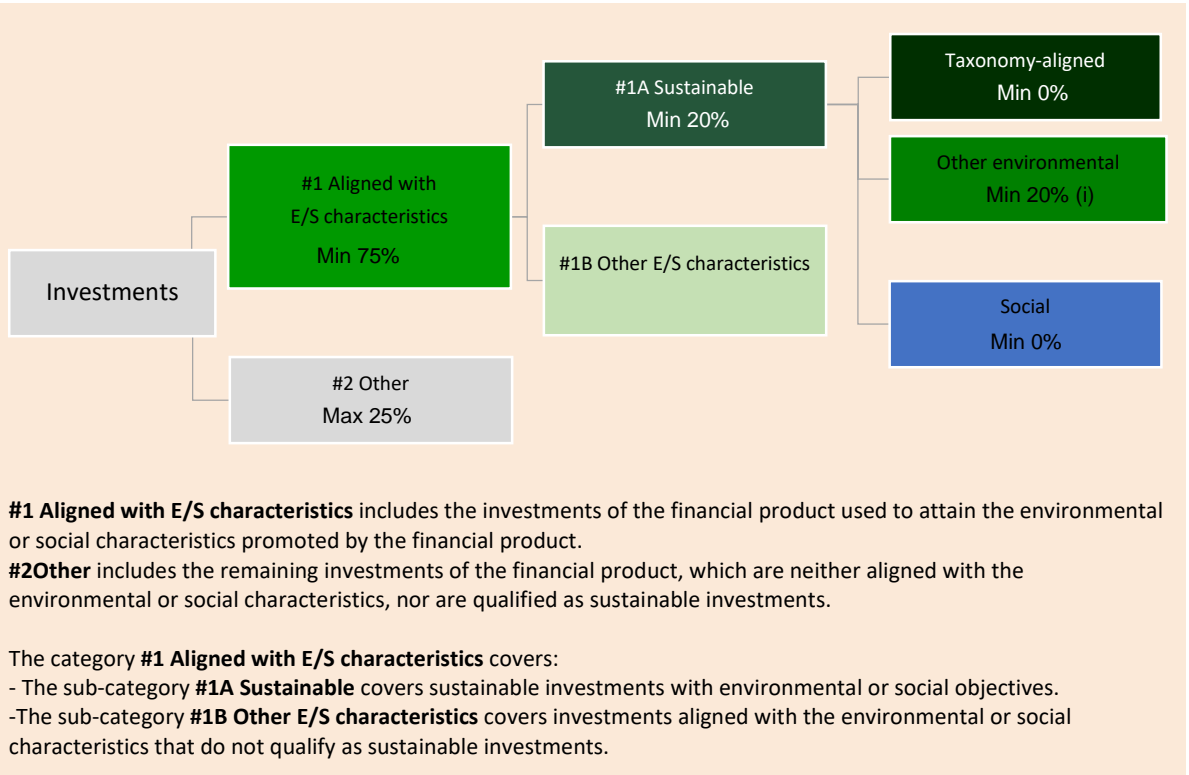 Taxonomy-aligned
Min 0%
#1A Sustainable
Min 20%
Other environmental
Min 20% (i)
#1 Aligned with
E/S characteristics
Min 75%
#1B Other E/S characteristics
Investments
Social
Min 0%
#2 Other
Max 25%
#1 Aligned with E/S characteristics includes the investments of the financial product used to attain the environmental
or social characteristics promoted by the financial product.
#2Other includes the remaining investments of the financial product, which are neither aligned with the
environmental or social characteristics, nor are qualified as sustainable investments.
The category #1 Aligned with E/S characteristics covers:
- The sub-category #1A Sustainable covers sustainable investments with environmental or social objectives.
-The sub-category #1B Other E/S characteristics covers investments aligned with the environmental or social
characteristics that do not qualify as sustainable investments.